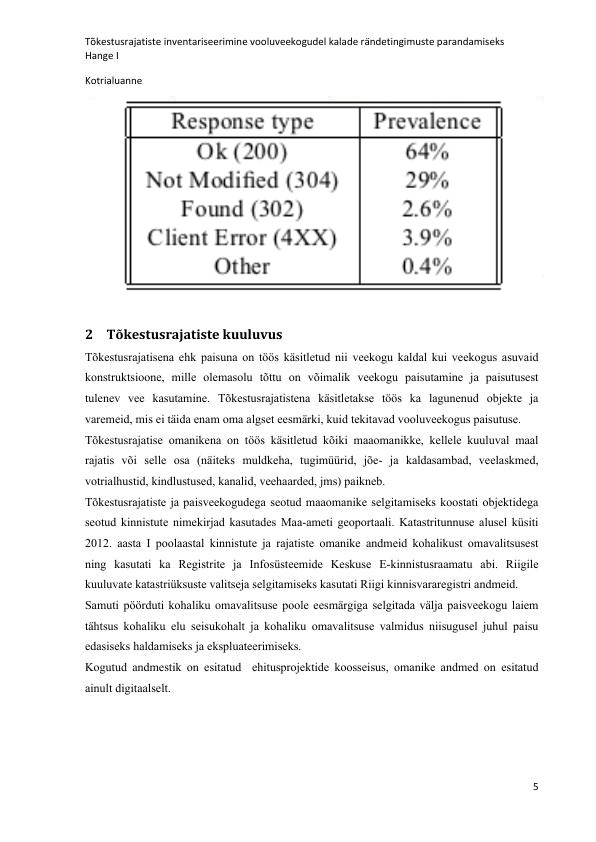 Tõkestusrajatiste inventariseerimine vooluveekogudel kalade rändetingimuste parandamiseks
Hange I
Kotrialuanne
Response type Prevalence
Ok (200) 64%
Not Modified (304) 29%
Found (302) 2.6%
Client Error (4XX) 3.9%
Other 0.4%
2 Tõkestusrajatiste kuuluvus
Tõkestusrajatisena ehk paisuna on töös käsitletud nii veekogu kaldal kui veekogus asuvaid
konstruktsioone, mille olemasolu tõttu on võimalik veekogu paisutamine ja paisutusest
tulenev vee kasutamine. Tõkestusrajatistena käsitletakse töös ka lagunenud objekte ja
varemeid, mis ei täida enam oma algset eesmärki, kuid tekitavad vooluveekogus paisutuse.
Tõkestusrajatise omanikena on töös käsitletud kõiki maaomanikke, kellele kuuluval maal
rajatis või selle osa (näiteks muldkeha, tugimüürid, jõe- ja kaldasambad, veelaskmed,
votrialhustid, kindlustused, kanalid, veehaarded, jms) paikneb.
Tõkestusrajatiste ja paisveekogudega seotud maaomanike selgitamiseks koostati objektidega
seotud kinnistute nimekirjad kasutades Maa-ameti geoportaali. Katastritunnuse alusel küsiti
2012. aasta I poolaastal kinnistute ja rajatiste omanike andmeid kohalikust omavalitsusest
ning kasutati ka Registrite ja Infosüsteemide Keskuse E-kinnistusraamatu abi. Riigile
kuuluvate katastriüksuste valitseja selgitamiseks kasutati Riigi kinnisvararegistri andmeid.
Samuti pöörduti kohaliku omavalitsuse poole eesmärgiga selgitada välja paisveekogu laiem
tähtsus kohaliku elu seisukohalt ja kohaliku omavalitsuse valmidus niisugusel juhul paisu
edasiseks haldamiseks ja ekspluateerimiseks.
Kogutud andmestik on esitatud ehitusprojektide koosseisus, omanike andmed on esitatud
ainult digitaalselt.
5